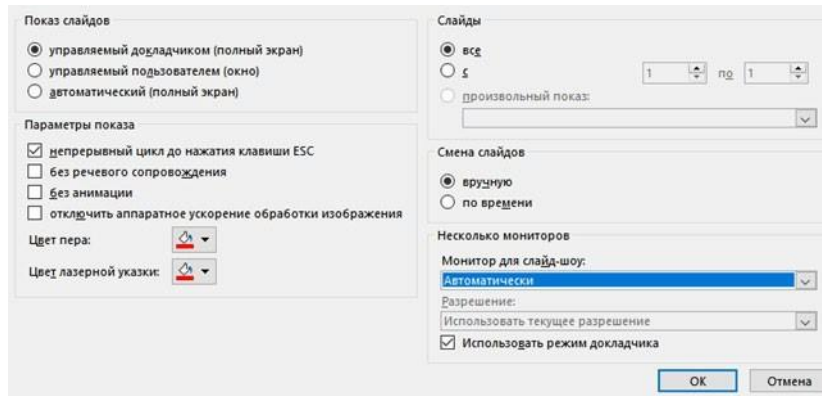 Показ слайдов
управляемый докладчиком (полный экран)
управляемый пользователем (окно)
автоматический (полный экран)
Параметры показа
непрерывный цикл до нажатия клавиши ESC
без речевого сопровождения
без анимации
отключить аппаратное ускорение обработки изображения
Цвет пера:
Цвет лазерной указки:
Слайды
все
с 1 по 1
произвольный показ:
Смена слайдов
вручную
по времени
Несколько мониторов
Монитор для слайд-шоу:
Автоматически
Разрешение:
Использовать текущее разрешение
Использовать режим докладчика
ОК Отмена